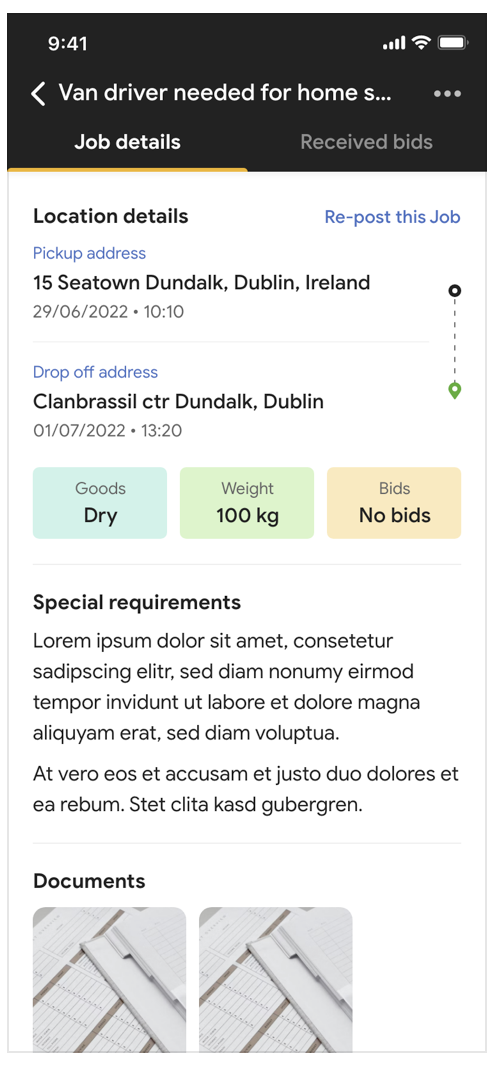 9:41
Van driver needed for home s...
Job details
Received bids
Location details
Re-post this Job
Pickup address
15 Seatown Dundalk, Dublin, Ireland
29/06/2022 • 10:10
Drop off address
Clanbrassil ctr Dundalk, Dublin
01/07/2022 • 13:20
Goods
Dry
Weight
100 kg
Bids
No bids
Special requirements
Lorem ipsum dolor sit amet, consetetur
sadipscing elitr, sed diam nonumy eirmod
tempor invidunt ut labore et dolore magna
aliquyam erat, sed diam voluptua.
At vero eos et accusam et justo duo dolores et
ea rebum. Stet clita kasd gubergren.
Documents